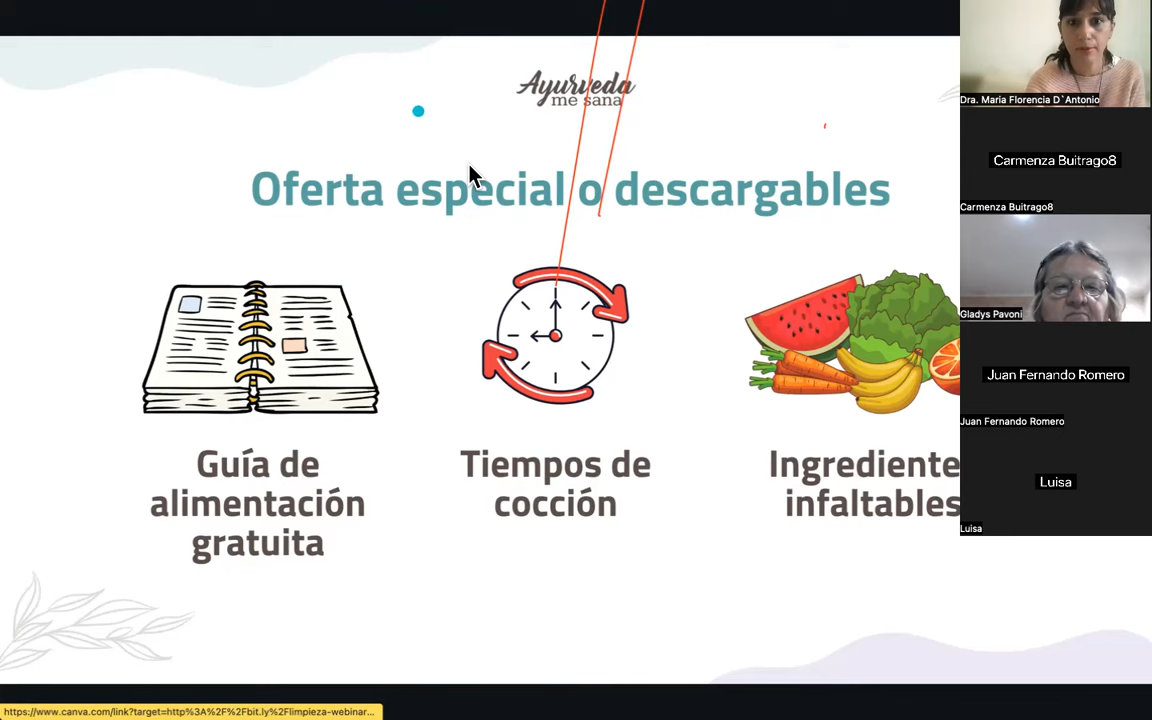 Ayurveda
me sana
Oferta especial o descargables
Guía de
alimentación
gratuita
Tiempos de
cocción
Ingrediente
infaltables
Dra. Maria Florencia D`Antonio
Carmenza Buitrago8
Carmenza Buitrago8
Gladys Pavoni
Juan Fernando Romero
Juan Fernando Romero
Luisa
Luisa
https://www.canva.com/link?target=http%3A%2F%2Fbit.ly%2Flimpieza-webinar...